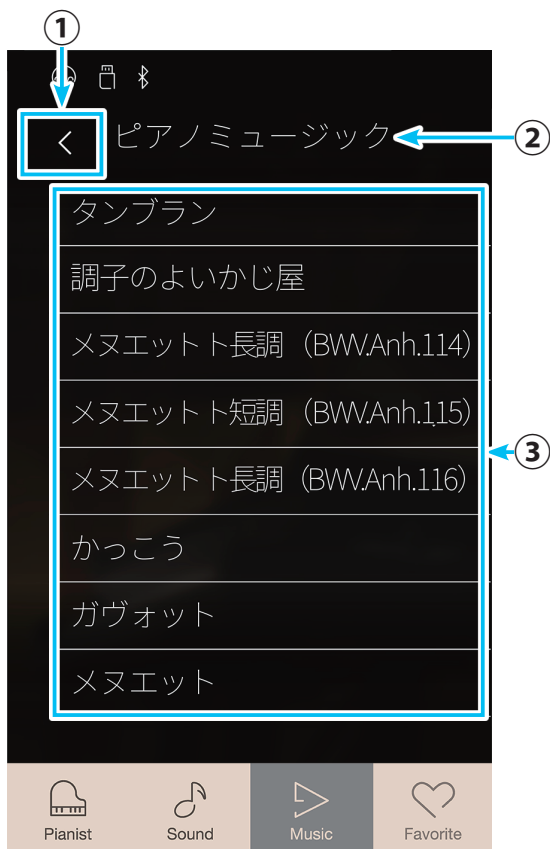 ①
ピアノミュージック ②
タンブラン
調子のよいかじ屋
メヌエット ト長調（BWV.Anh.114）
メヌエット ト短調（BWV.Anh.115）
③
メヌエット ト長調（BWV.Anh.116）
かっこう
ガヴォット
メヌエット
Pianist Sound Music Favorite